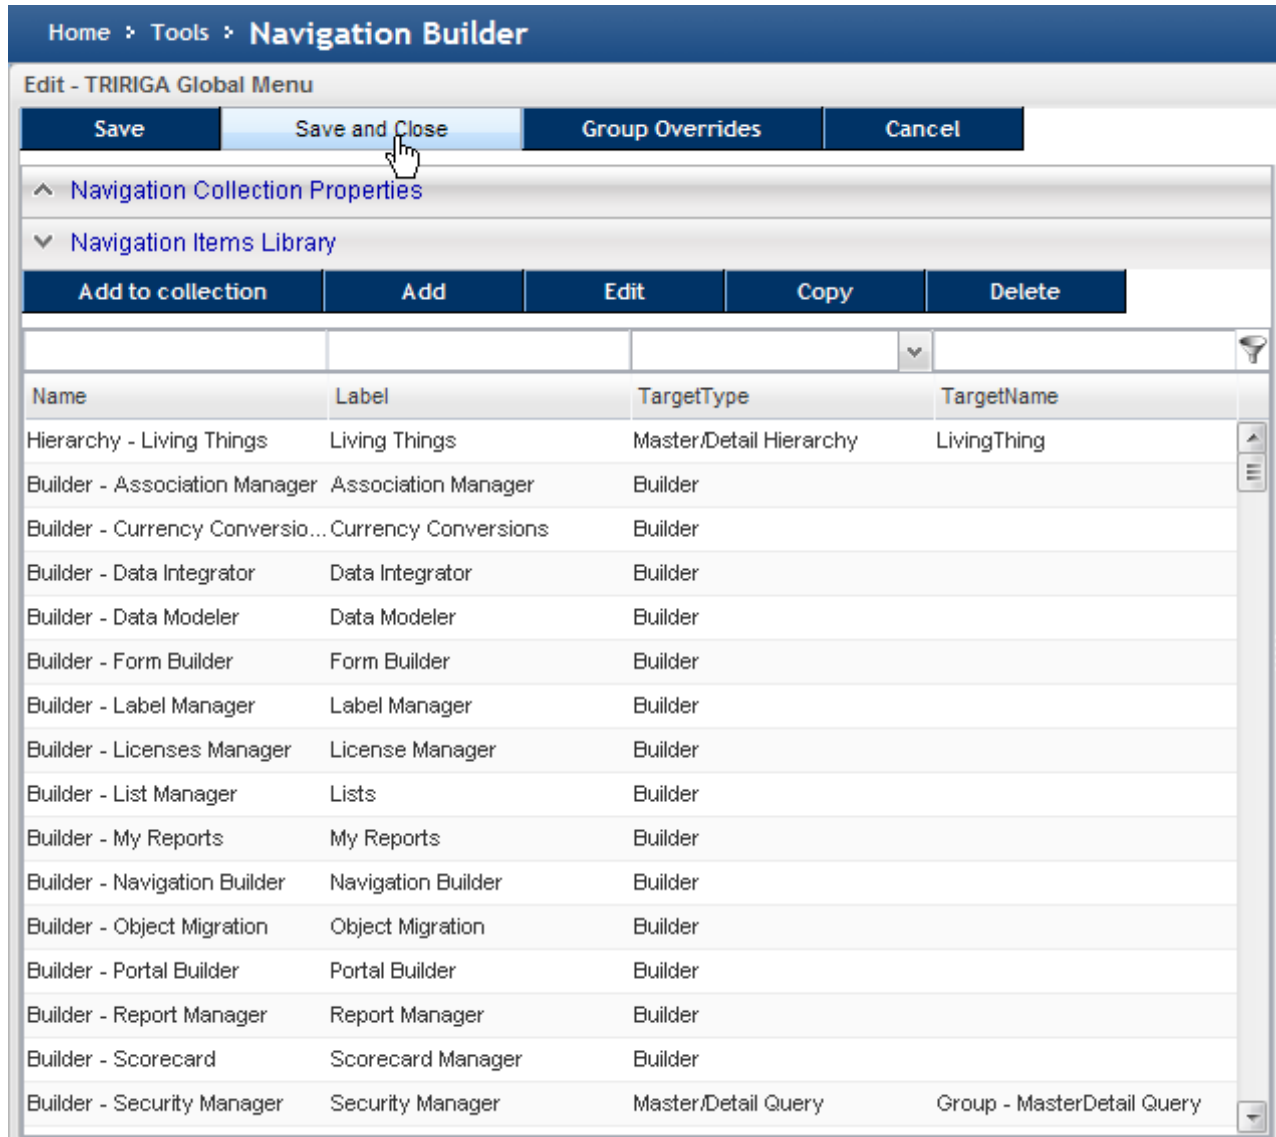 Home > Tools > Navigation Builder
Edit - TRIRIGA Global Menu
Save Save and Close Group Overrides Cancel
Navigation Collection Properties
Navigation Items Library
Add to collection Add Edit Copy Delete
Name Label TargetType TargetName
Hierarchy - Living Things Living Things Master/Detail Hierarchy LivingThing
Builder - Association Manager Association Manager Builder
Builder - Currency Conversio... Currency Conversions Builder
Builder - Data Integrator Data Integrator Builder
Builder - Data Modeler Data Modeler Builder
Builder - Form Builder Form Builder Builder
Builder - Label Manager Label Manager Builder
Builder - Licenses Manager License Manager Builder
Builder - List Manager Lists Builder
Builder - My Reports My Reports Builder
Builder - Navigation Builder Navigation Builder Builder
Builder - Object Migration Object Migration Builder
Builder - Portal Builder Portal Builder Builder
Builder - Report Manager Report Manager Builder
Builder - Scorecard Scorecard Manager Builder
Builder - Security Manager Security Manager Master/Detail Query Group - MasterDetail Query